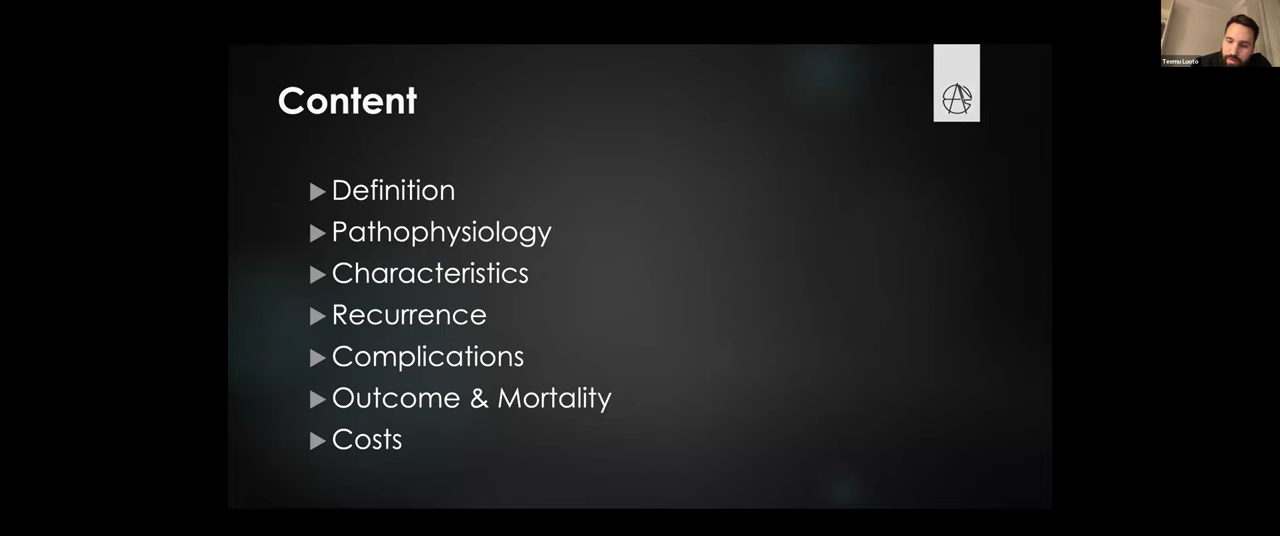 Content
Definition
Pathophysiology
Characteristics
Recurrence
Complications
Outcome & Mortality
Costs
Teemu Luoto